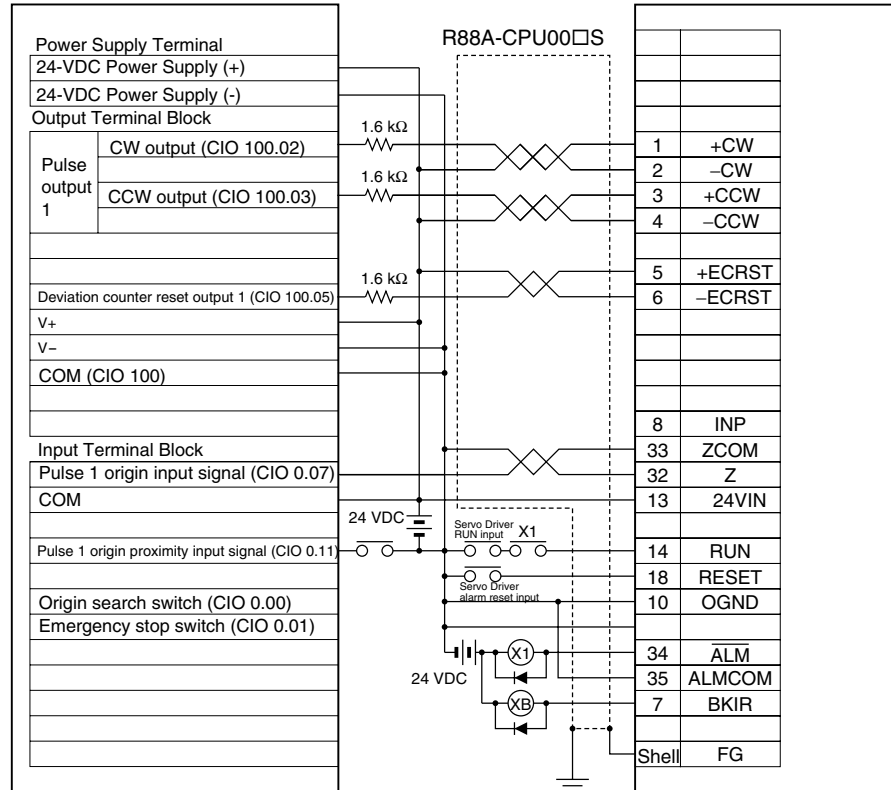 R88A-CPU00□S
Power Supply Terminal
24-VDC Power Supply (+)
24-VDC Power Supply (-)
Output Terminal Block
Pulse
output
1
CW output (CIO 100.02)
CCW output (CIO 100.03)
1.6 kΩ
1.6 kΩ
1 +CW
2 −CW
3 +CCW
4 −CCW
1.6 kΩ
5 +ECRST
Deviation counter reset output 1 (CIO 100.05)
6 −ECRST
V+
V−
COM (CIO 100)
8 INP
Input Terminal Block
33 ZCOM
Pulse 1 origin input signal (CIO 0.07)
32 Z
COM
13 24VIN
24 VDC
Servo Driver
RUN input
X1
Pulse 1 origin proximity input signal (CIO 0.11)
14 RUN
18 RESET
Servo Driver
alarm reset input
Origin search switch (CIO 0.00)
10 OGND
Emergency stop switch (CIO 0.01)
X1
34 ALM
24 VDC
35 ALMCOM
XB
7 BKIR
Shell FG